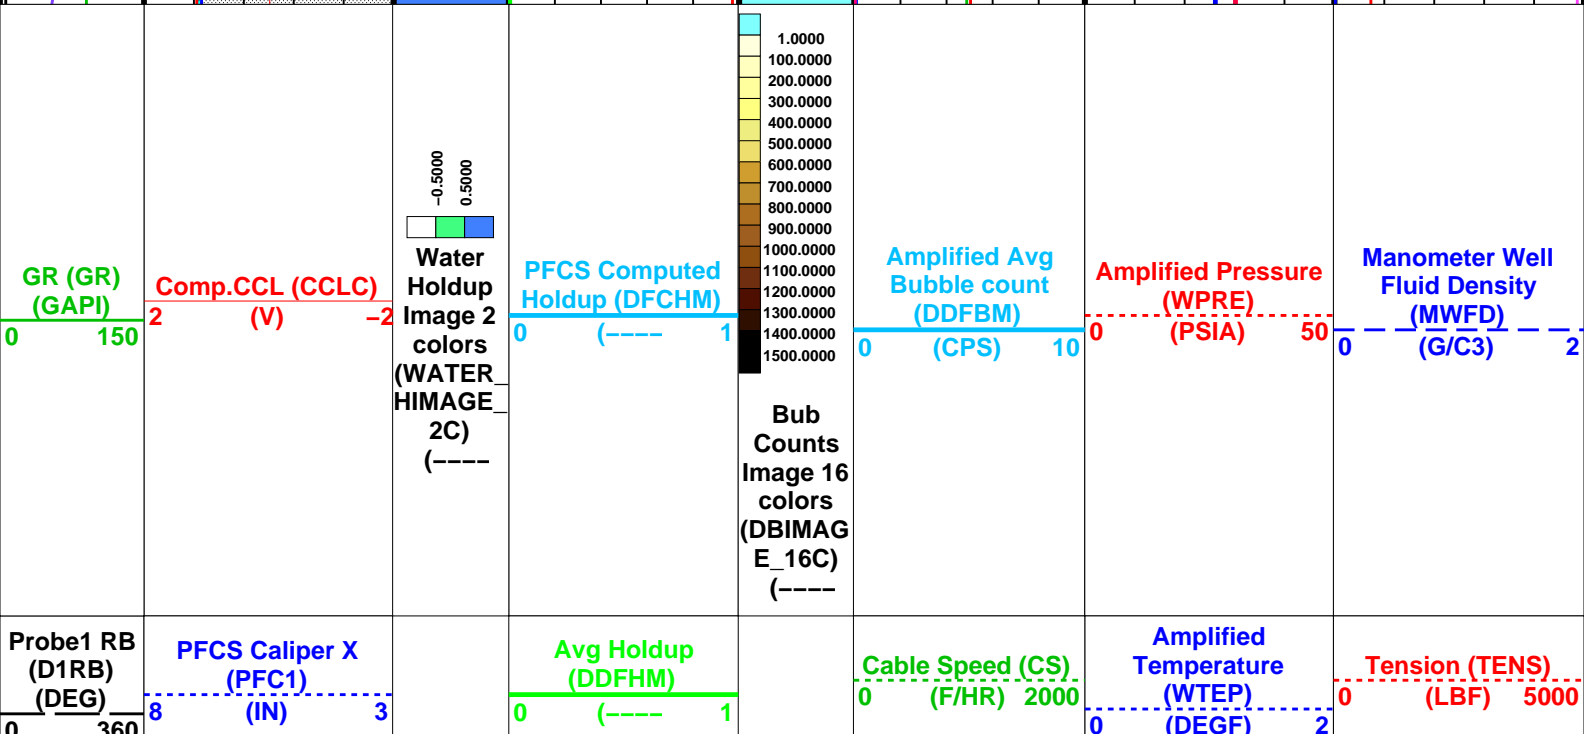 GR (GR)
(GAPI)
0 150
Comp.CCL (CCLC)
2 (V) −2
−0.5000
0.5000
Water
Holdup
Image 2
colors
(WATER_
HIMAGE_
2C)
(−−−−
PFCS Computed
Holdup (DFCHM)
0 (−−−− 1
1.0000
100.0000
200.0000
300.0000
400.0000
500.0000
600.0000
700.0000
800.0000
900.0000
1000.0000
1100.0000
1200.0000
1300.0000
1400.0000
1500.0000
Bub
Counts
Image 16
colors
(DBIMAG
E_16C)
(−−−−
Amplified Avg
Bubble count
(DDFBM)
0 (CPS) 10
Amplified Pressure
(WPRE)
0 (PSIA) 50
Manometer Well
Fluid Density
(MWFD)
0 (G/C3) 2
Probe1 RB
(D1RB)
(DEG)
0 360
PFCS Caliper X
(PFC1)
8 (IN) 3
Avg Holdup
(DDFHM)
0 (−−−− 1
Cable Speed (CS)
0 (F/HR) 2000
Amplified
Temperature
(WTEP)
0 (DEGF) 2
Tension (TENS)
0 (LBF) 5000